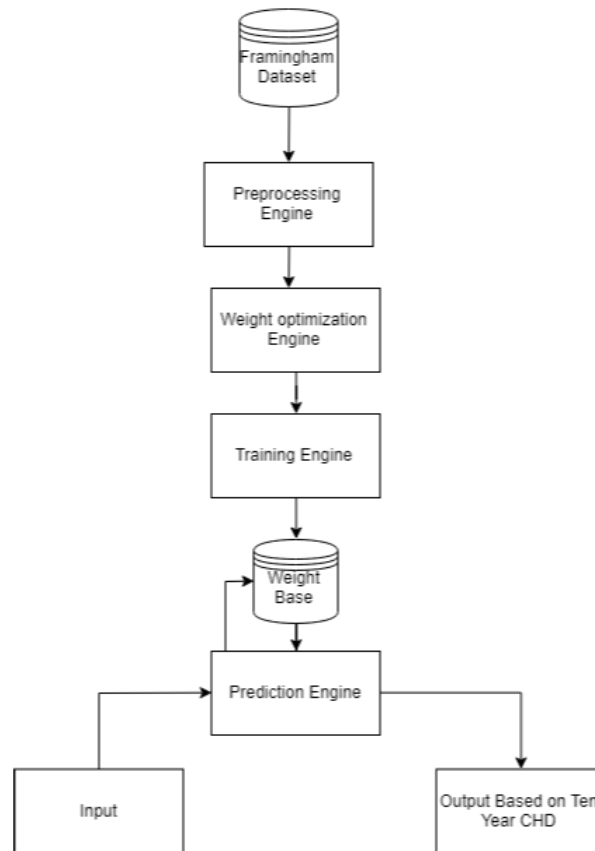 Framingham
Dataset
Preprocessing
Engine
Weight optimization
Engine
Training Engine
Weight
Base
Prediction Engine
Input
Output Based on Ten
Year CHD